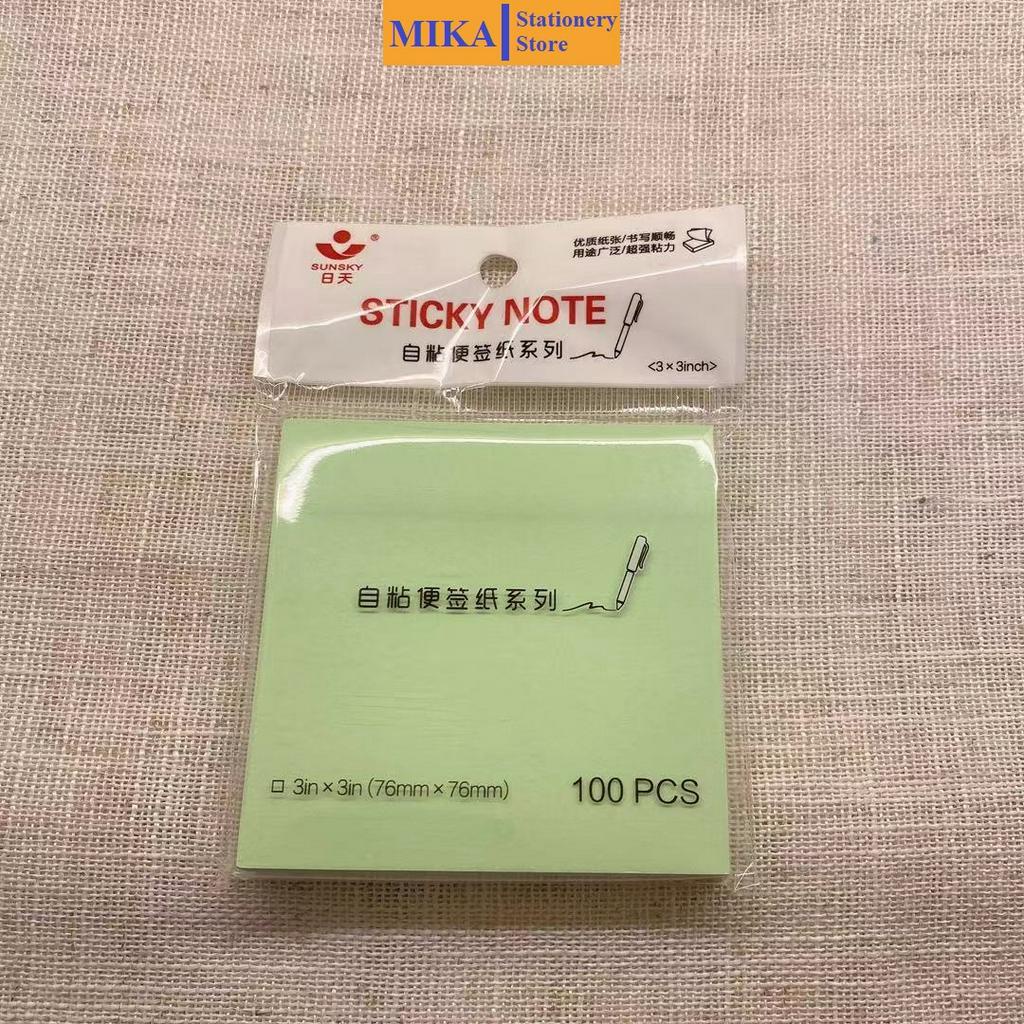 MIKA
Stationery
Store
SUNSKY
日天
®
优质纸张/书写顺畅
用途广泛/超强粘力
STICKY NOTE
自粘便签纸系列
<3×3inch>
自粘便签纸系列
3in×3in (76mm×76mm)
100 PCS